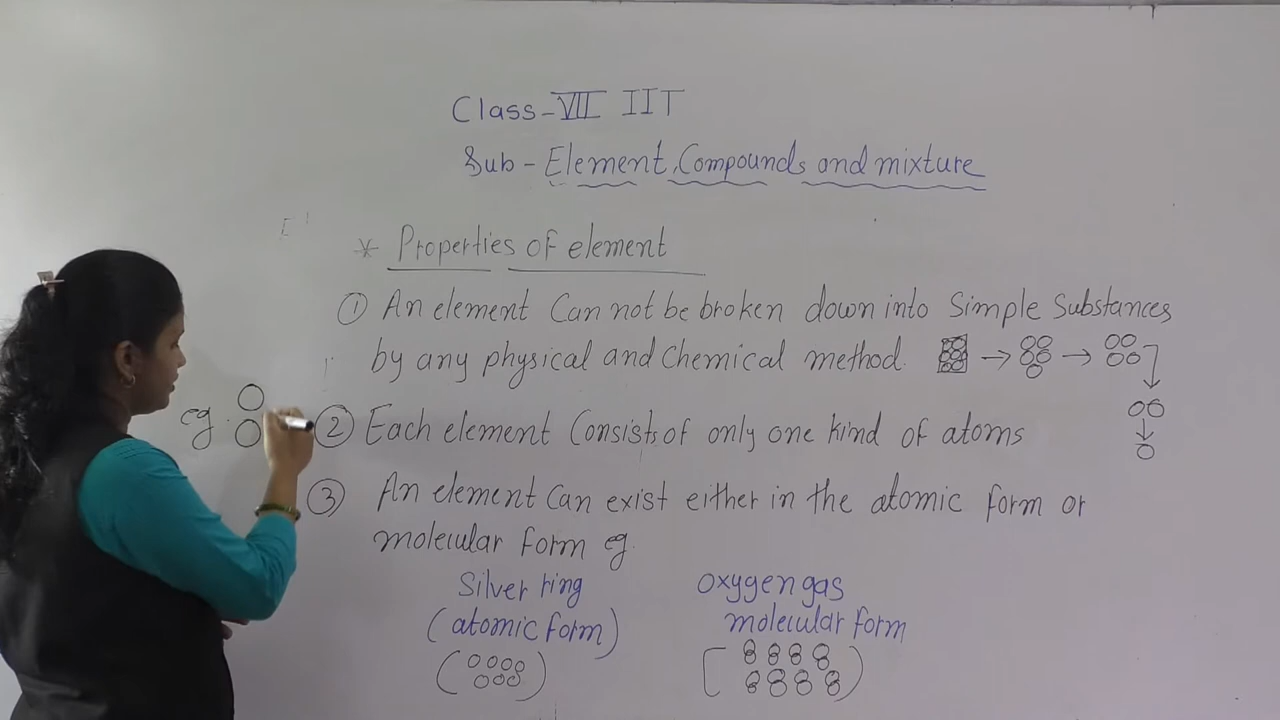 Class-VII IIT
Sub - Element, Compounds and mixture
* Properties of element
① An element Can not be broken down into Simple Substances
by any physical and Chemical method.
eg.
② Each element Consists of only one kind of atoms
③ An element Can exist either in the atomic form or
molecular form eg.
Silver ring
Oxygen gas
(atomic form)
molecular form